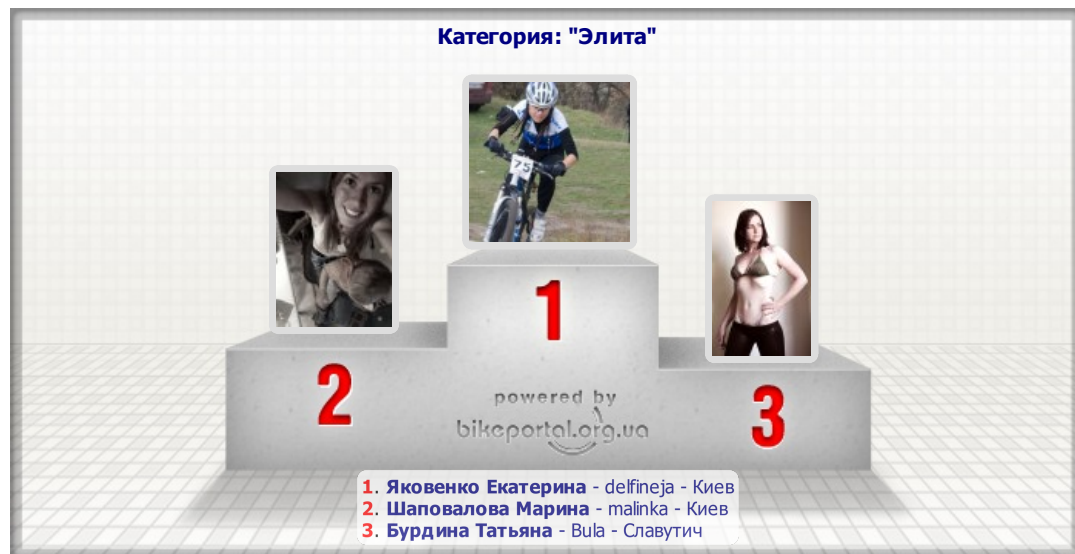 Категория: "Элита"
75
1
2
3
powered by
bikeportal.org.ua
1. Яковенко Екатерина - delfineja - Киев
2. Шаповалова Марина - malinka - Киев
3. Бурдина Татьяна - Bula - Славутич